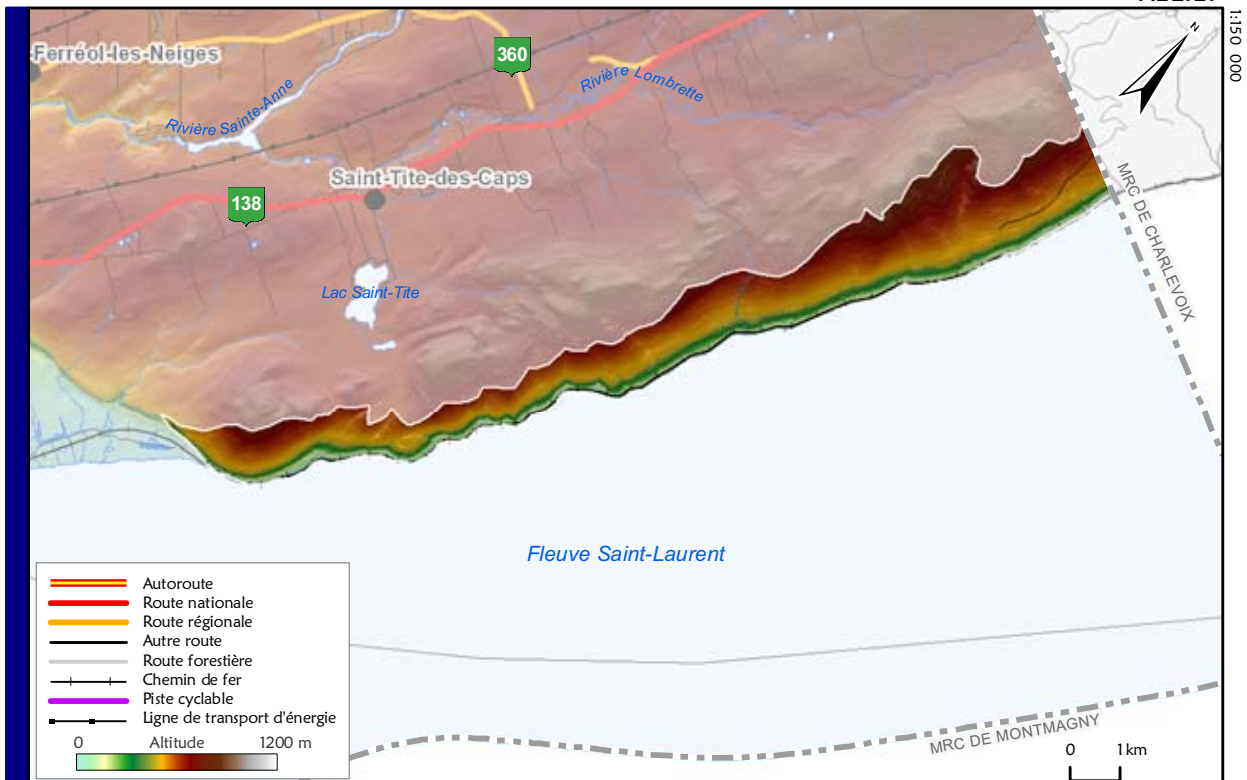 1:150 000
Ferréol-les-Neiges
360
N
Rivière Sainte-Anne
Rivière Lombrette
Saint-Tite-des-Caps
138
MRC DE CHARLEVOIX
Lac Saint-Tite
Fleuve Saint-Laurent
Autoroute
Route nationale
Route régionale
Autre route
Route forestière
Chemin de fer
Piste cyclable
Ligne de transport d'énergie
0 Altitude 1200 m
MRC DE MONTMAGNY
0 1 km